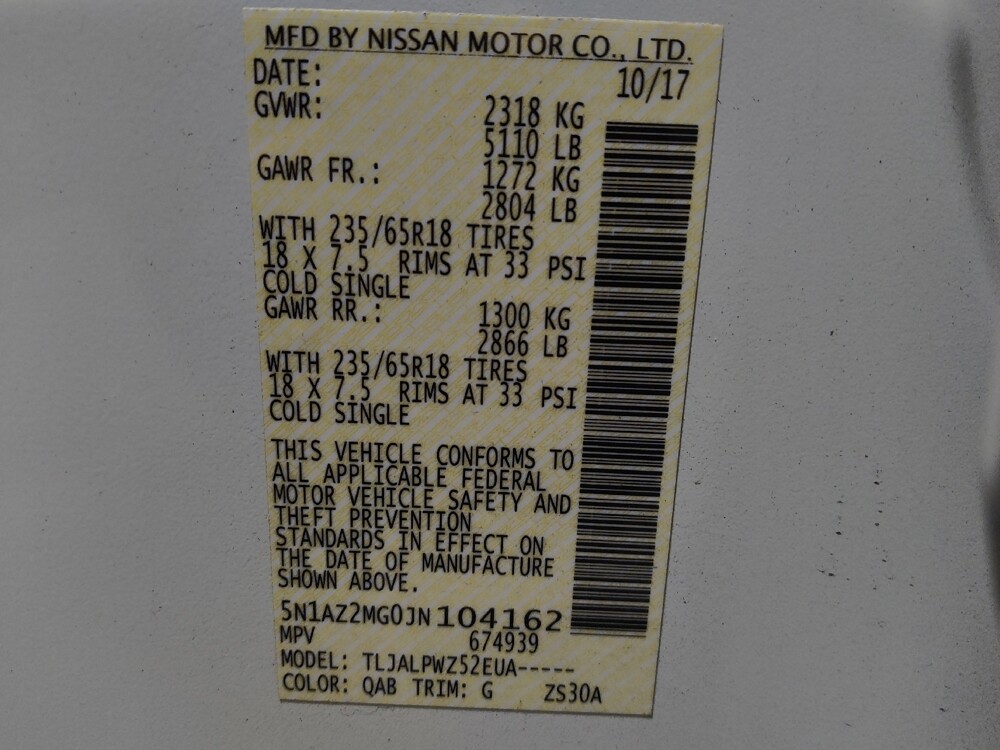 MFD BY NISSAN MOTOR CO., LTD.
DATE: 10/17
GVWR: 2318 KG
5110 LB
GAWR FR.: 1272 KG
2804 LB
WITH 235/65R18 TIRES
18 X 7.5 RIMS AT 33 PSI
COLD SINGLE
GAWR RR.: 1300 KG
2866 LB
WITH 235/65R18 TIRES
18 X 7.5 RIMS AT 33 PSI
COLD SINGLE
THIS VEHICLE CONFORMS TO
ALL APPLICABLE FEDERAL
MOTOR VEHICLE SAFETY AND
THEFT PREVENTION
STANDARDS IN EFFECT ON
THE DATE OF MANUFACTURE
SHOWN ABOVE.
5N1AZ2MG0JN104162
MPV 674939
MODEL: TLJALPWZ52EUA-----
COLOR: QAB TRIM: G ZS30A